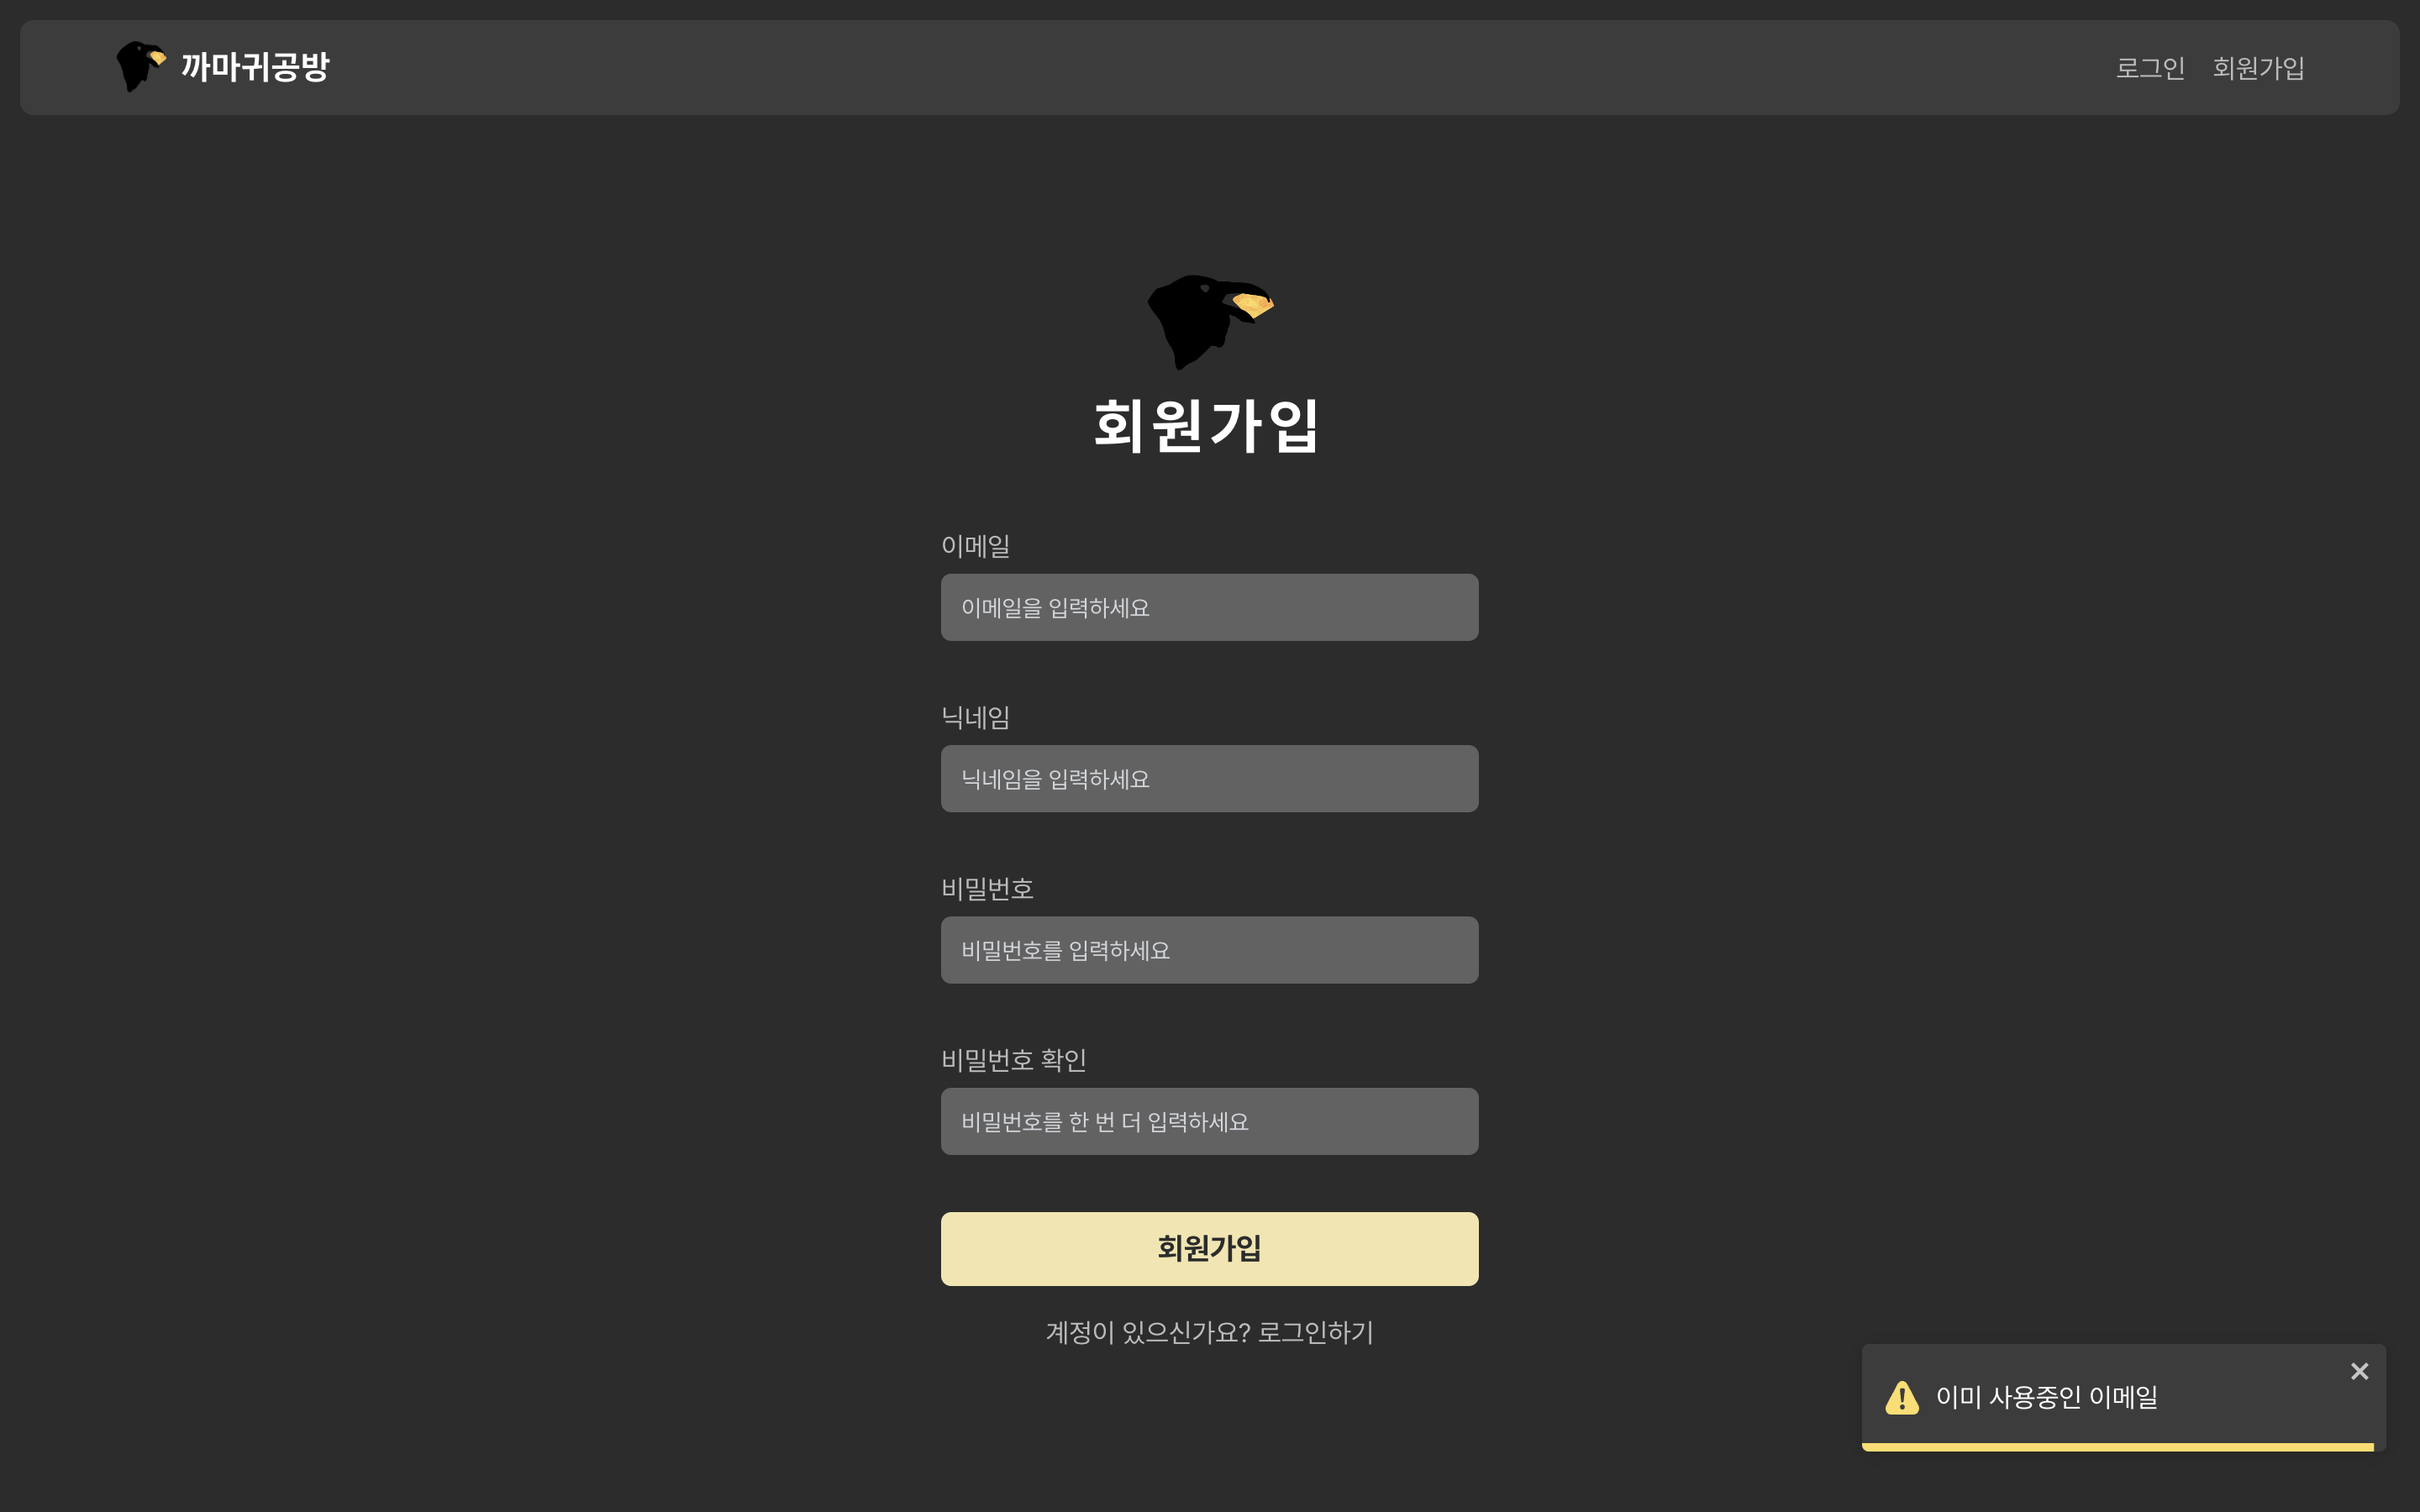 까마귀공방
로그인 회원가입
회원가입
이메일
이메일을 입력하세요
닉네임
닉네임을 입력하세요
비밀번호
비밀번호를 입력하세요
비밀번호 확인
비밀번호를 한 번 더 입력하세요
회원가입
계정이 있으신가요? 로그인하기
이미 사용중인 이메일